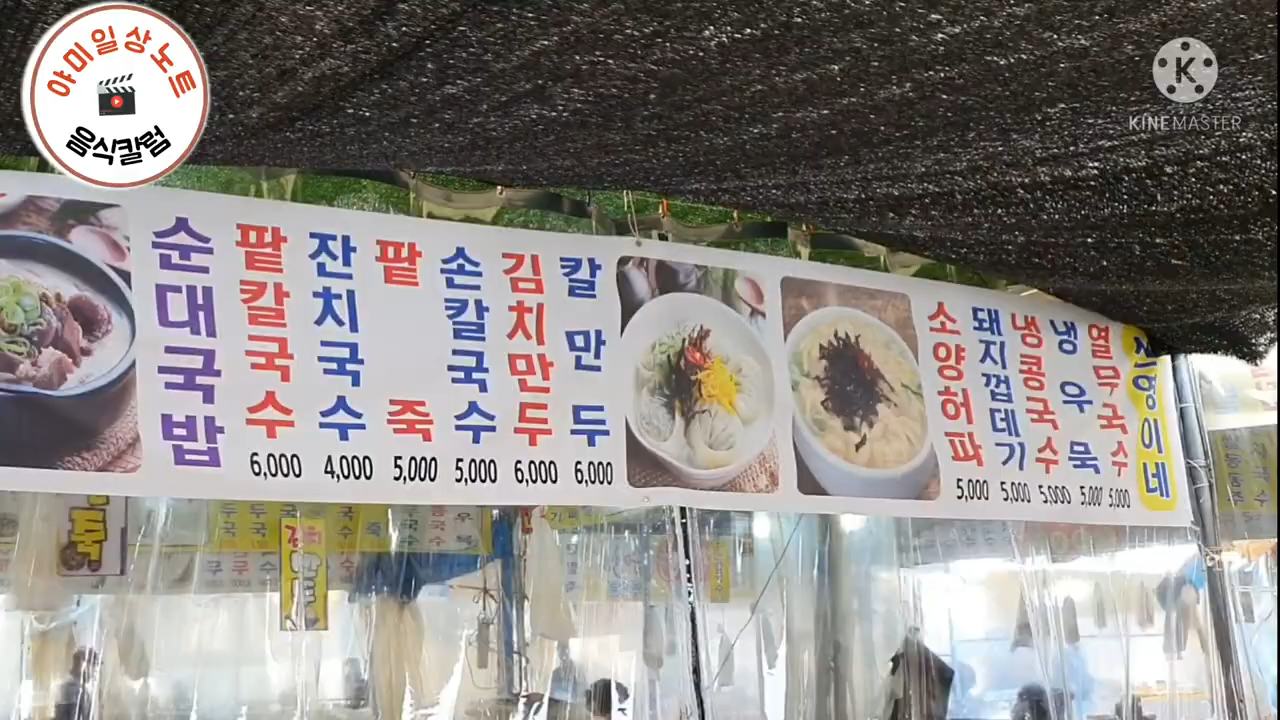 야미일상노트
음식칼럼
KINEMASTER
순대국밥
팥칼국수 6,000
잔치국수 4,000
팥죽 5,000
손칼국수 5,000
김치만두 6,000
칼만두 6,000
소양허파 5,000
돼지껍데기 5,000
냉콩국수 5,000
냉우묵 5,000
열무국수 5,000
영이네